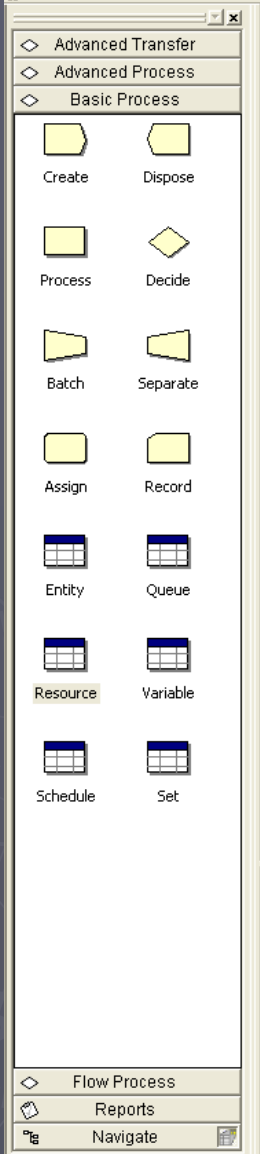 Advanced Transfer
Advanced Process
Basic Process
Create Dispose
Process Decide
Batch Separate
Assign Record
Entity Queue
Resource Variable
Schedule Set
Flow Process
Reports
Navigate